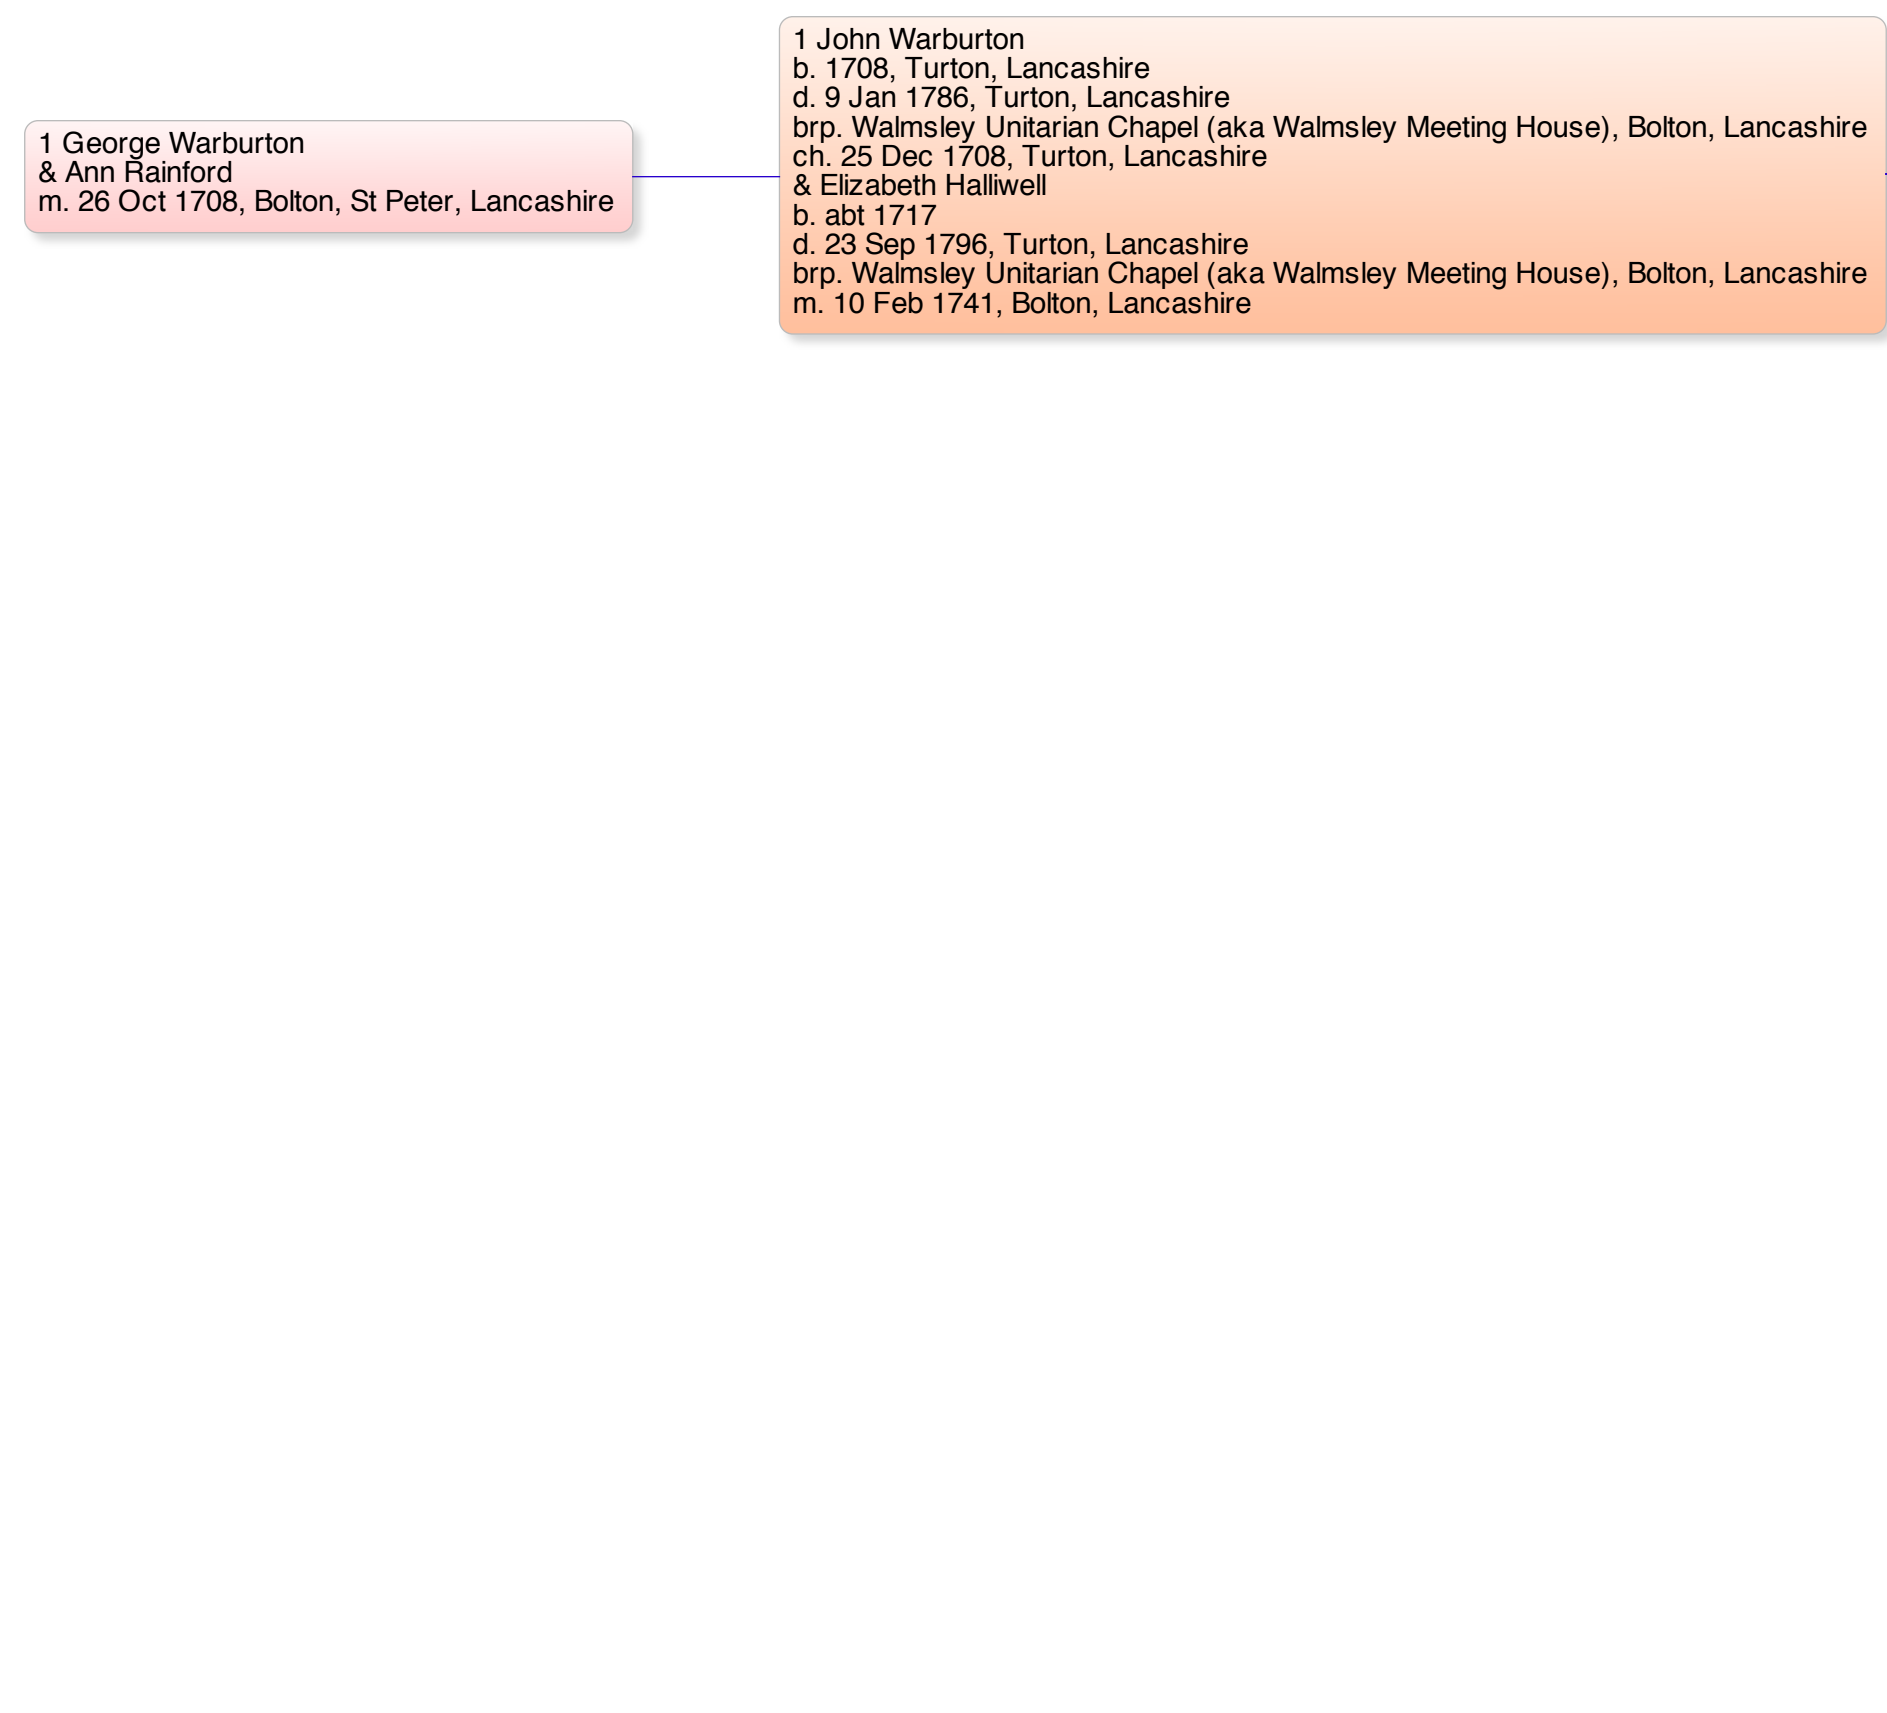 1 George Warburton
& Ann Rainford
m. 26 Oct 1708, Bolton, St Peter, Lancashire
1 John Warburton
b. 1708, Turton, Lancashire
d. 9 Jan 1786, Turton, Lancashire
brp. Walmsley Unitarian Chapel (aka Walmsley Meeting House), Bolton, Lancashire
ch. 25 Dec 1708, Turton, Lancashire
& Elizabeth Halliwell
b. abt 1717
d. 23 Sep 1796, Turton, Lancashire
brp. Walmsley Unitarian Chapel (aka Walmsley Meeting House), Bolton, Lancashire
m. 10 Feb 1741, Bolton, Lancashire